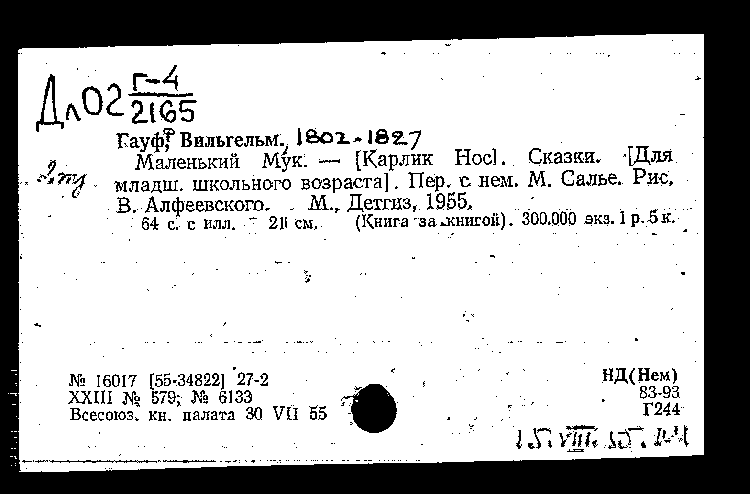 Дл02 Г-4
2165
Гауф, Вильгельм., 1802-1827
Маленький Мук. — [Карлик Нос]. Сказки. [Для
младш. школьного возраста]. Пер. с нем. М. Салье. Рис.
В. Алфеевского. М., Детгиз, 1955.
64 с. с илл. 21 см. (Книга за книгой). 300.000 экз. 1 р. 5 к.
№ 16017 [55-34822] 27-2
XXIII № 579; № 6133
Всесоюз. кн. палата 30 VII 55
НД(Нем)
83-93
Г244
15.VIII.55.